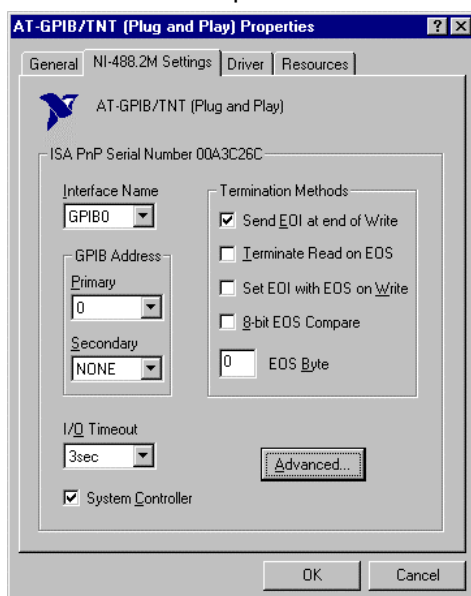 AT-GPIB/TNT (Plug and Play) Properties
General NI-488.2M Settings Driver Resources
AT-GPIB/TNT (Plug and Play)
ISA PnP Serial Number 00A3C26C
Interface Name
GPIB0
GPIB Address
Primary
0
Secondary
NONE
I/O Timeout
3sec
System Controller
Termination Methods
Send EOI at end of Write
Terminate Read on EOS
Set EOI with EOS on Write
8-bit EOS Compare
0 EOS Byte
Advanced...
OK Cancel